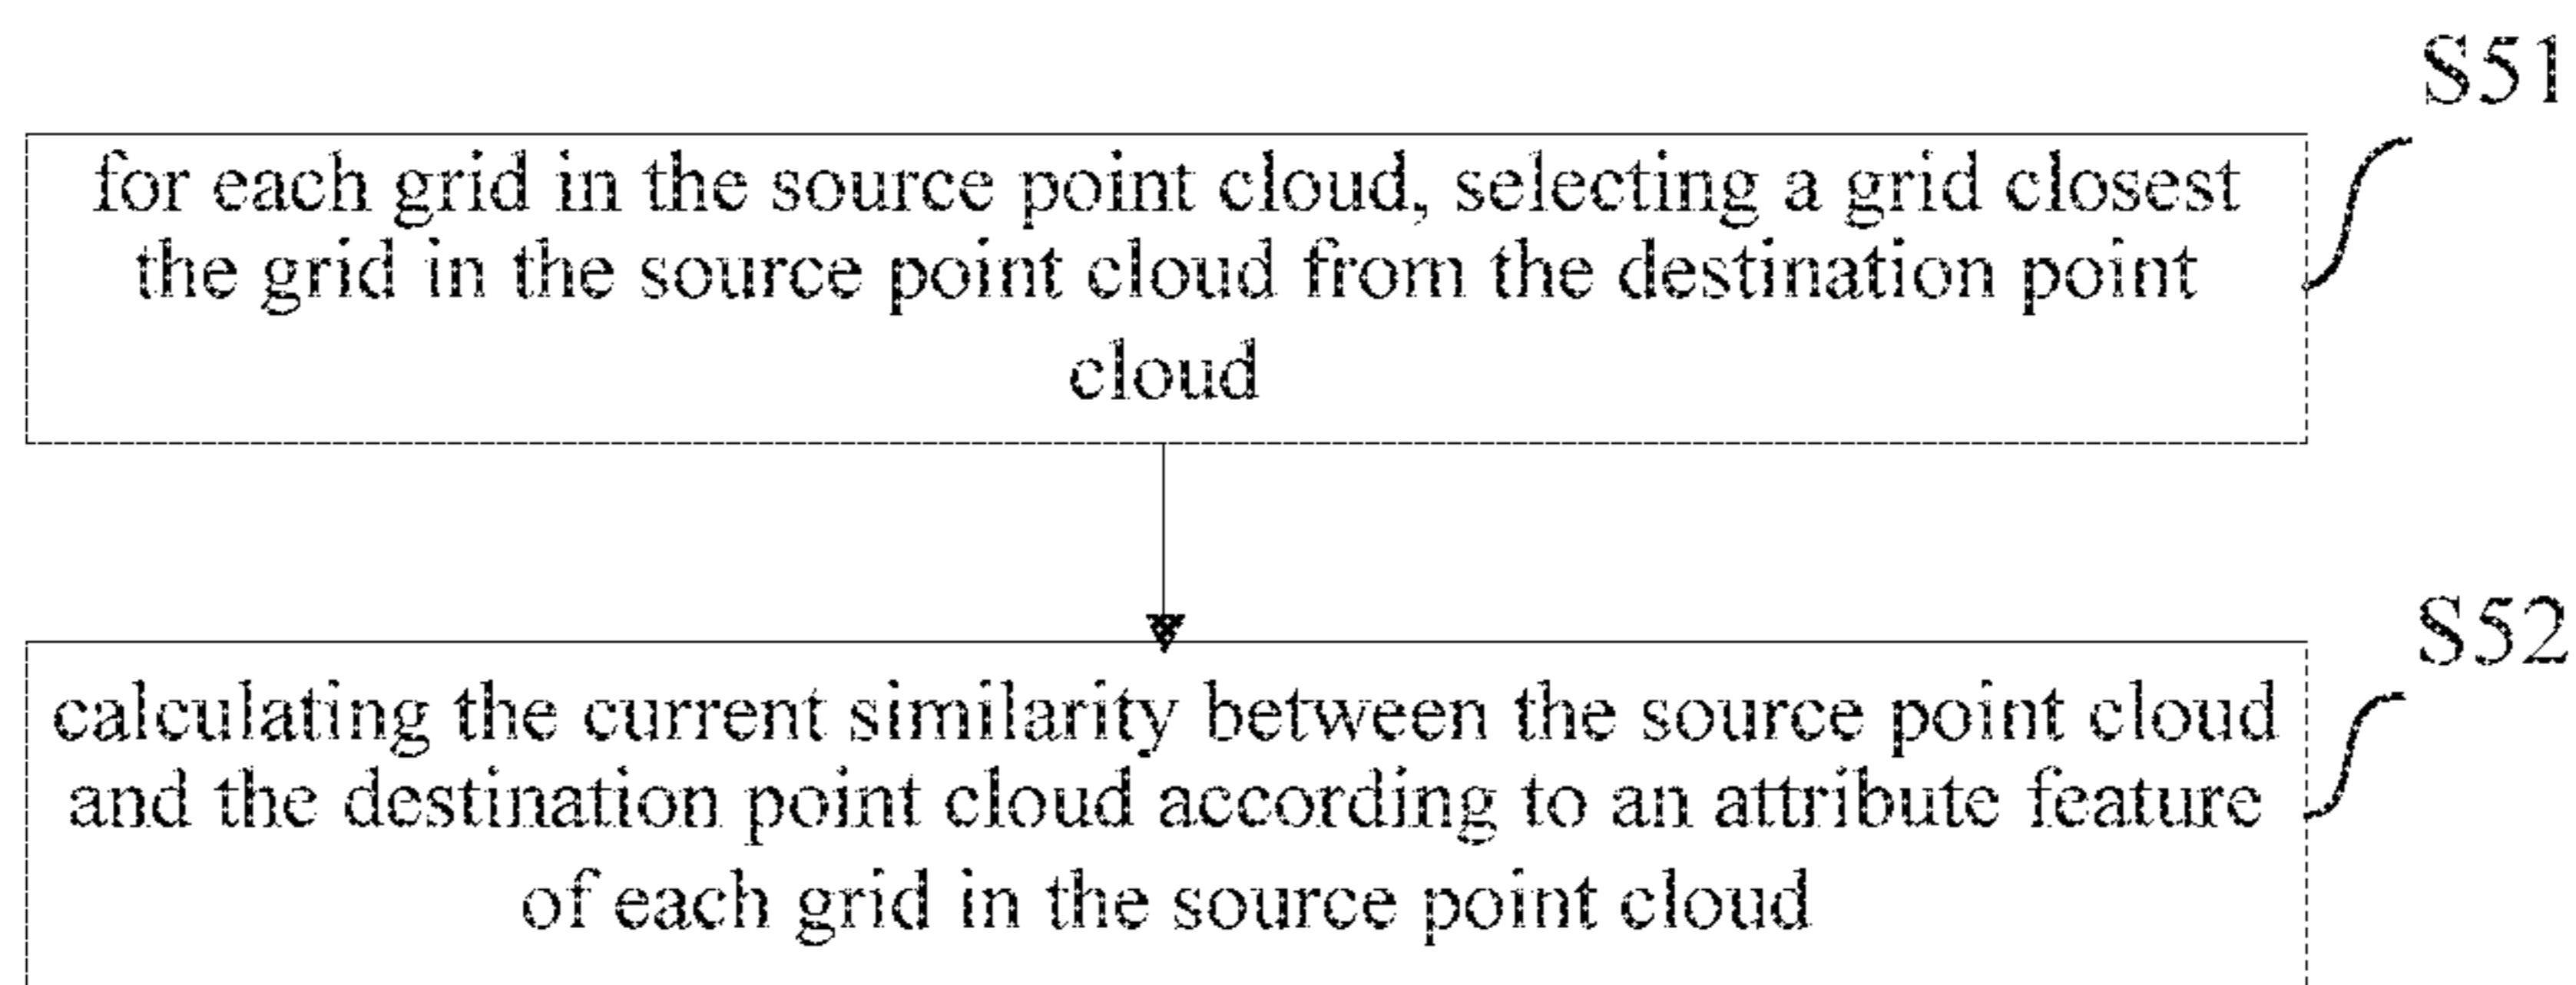 S51
for each grid in the source point cloud, selecting a grid closest
the grid in the source point cloud from the destination point
cloud
S52
calculating the current similarity between the source point cloud
and the destination point cloud according to an attribute feature
of each grid in the source point cloud